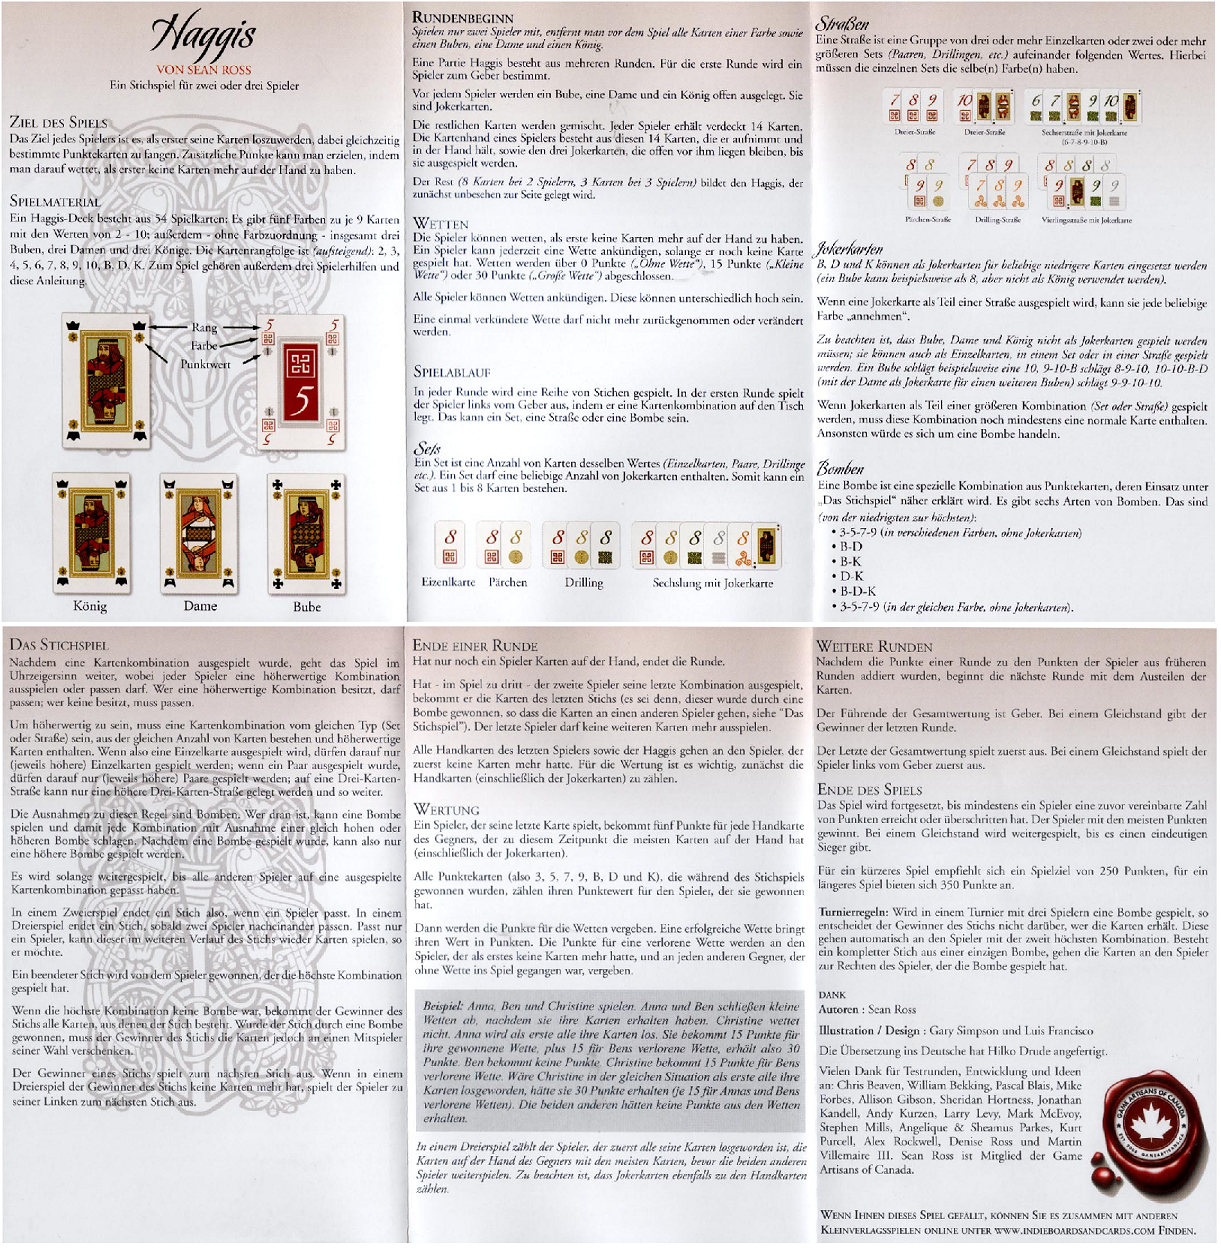 Haggis
VON SEAN ROSS
Ein Stichspiel für zwei oder drei Spieler
ZIEL DES SPIELS
Das Ziel jedes Spielers ist es, als erster seine Karten loszuwerden, dabei gleichzeitig
bestimmte Punktekarten zu fangen. Zusätzliche Punkte kann man erzielen, indem
man darauf wettet, als erste keine Karten mehr auf der Hand zu haben.
SPIELMATERIAL
Ein Haggis-Deck besteht aus 54 Spielkarten: Es gibt fünf Farben zu je 9 Karten
mit den Werten von 2 - 10; außerdem - ohne Farbzuordnung - insgesamt drei
Buben, drei Damen und drei Könige. Die Kartenrangfolge ist (aufsteigend): 2, 3,
4, 5, 6, 7, 8, 9, 10, B, D, K. Zum Spiel gehören außerdem drei Spielerhilfen und
diese Anleitung.
Rang
Farbe
Punktwert
5 5
5
5 5
König Dame Bube
RUNDENBEGINN
Spielen nur zwei Spieler mit, entfernt man vor dem Spiel alle Karten einer Farbe sowie
einen Buben, eine Dame und einen König.
Eine Partie Haggis besteht aus mehreren Runden. Für die erste Runde wird ein
Spieler zum Geber bestimmt.
Vor jedem Spieler werden ein Bube, eine Dame und ein König offen ausgelegt. Sie
sind Jokerkarten.
Die restlichen Karten werden gemischt. Jeder Spieler erhält verdeckt 14 Karten.
Die Kartenhand eines Spielers besteht aus diesen 14 Karten, die er aufnimmt und
in der Hand hält, sowie den drei Jokerkarten, die offen vor ihm liegen bleiben, bis
sie ausgespielt werden.
Der Rest (8 Karten bei 2 Spielern, 3 Karten bei 3 Spielern) bildet den Haggis, der
zunächst unbesehen zur Seite gelegt wird.
WETTEN
Die Spieler können wetten, als erste keine Karten mehr auf der Hand zu haben.
Ein Spieler kann jederzeit eine Wette ankündigen, solange er noch keine Karte
gespielt hat. Wetten werden über 0 Punkte („Ohne Wette“), 15 Punkte („Kleine
Wette“) oder 30 Punkte („Große Wette“) abgeschlossen.
Alle Spieler können Wetten ankündigen. Diese können unterschiedlich hoch sein.
Eine einmal verkündete Wette darf nicht mehr zurückgenommen oder verändert
werden.
SPIELABLAUF
In jeder Runde wird eine Reihe von Stichen gespielt. In der ersten Runde spielt
der Spieler links vom Geber aus, indem er eine Kartenkombination auf den Tisch
legt. Das kann ein Set, eine Straße oder eine Bombe sein.
Sets
Ein Set ist eine Anzahl von Karten desselben Wertes (Einzelkarten, Paare, Drillinge
etc.). Ein Set darf eine beliebige Anzahl von Jokerkarten enthalten. Somit kann ein
Set aus 1 bis 8 Karten bestehen.
8 8 8 8 8 8 8 8 8 8 8
Eizenlkarte Pärchen Drilling Sechslung mit Jokerkarte
Straßen
Eine Straße ist eine Gruppe von drei oder mehr Einzelkarten oder zwei oder mehr
größeren Sets (Paaren, Drillingen, etc.) aufeinander folgenden Wertes. Hierbei
müssen die einzelnen Sets die selbe(n) Farbe(n) haben.
7 8 9 10 6 7 9 10
Dreier-Straße Dreier-Straße Sechserstraße mit Jokerkarte
(6-7-8-9-10-B)
8 8 7 8 9 8 8 8 8
9 9 7 8 9 9 9 9
Pärchen-Straße Drilling-Straße Vierlingsstraße mit Jokerkarte
Jokerkarten
B, D und K können als Jokerkarten für beliebige niedrigere Karten eingesetzt werden
(ein Bube kann beispielsweise als 8, aber nicht als König verwendet werden).
Wenn eine Jokerkarte als Teil einer Straße ausgespielt wird, kann sie jede beliebige
Farbe „annehmen“.
Zu beachten ist, dass Bube, Dame und König nicht als Jokerkarten gespielt werden
müssen; sie können auch als Einzelkarten, in einem Set oder in einer Straße gespielt
werden. Ein Bube schlägt beispielsweise eine 10, 9-10-B schlägt 8-9-10, 10-10-B-D
(mit der Dame als Jokerkarte für einen weiteren Buben) schlägt 9-9-10-10.
Wenn Jokerkarten als Teil einer größeren Kombination (Set oder Straße) gespielt
werden, muss diese Kombination noch mindestens eine normale Karte enthalten.
Ansonsten würde es sich um eine Bombe handeln.
Bomben
Eine Bombe ist eine spezielle Kombination aus Punktekarten, deren Einsatz unter
„Das Stichspiel“ näher erklärt wird. Es gibt sechs Arten von Bomben. Das sind
(von der niedrigsten zur höchsten):
• 3-5-7-9 (in verschiedenen Farben, ohne Jokerkarten)
• B-D
• B-K
• D-K
• B-D-K
• 3-5-7-9 (in der gleichen Farbe, ohne Jokerkarten).
DAS STICHSPIEL
Nachdem eine Kartenkombination ausgespielt wurde, geht das Spiel im
Uhrzeigersinn weiter, wobei jeder Spieler eine höherwertige Kombination
ausspielen oder passen darf. Wer eine höherwertige Kombination besitzt, darf
passen; wer keine besitzt, muss passen.
Um höherwertig zu sein, muss eine Kartenkombination vom gleichen Typ (Set
oder Straße) sein, aus der gleichen Anzahl von Karten bestehen und höherwertige
Karten enthalten. Wenn also eine Einzelkarte ausgespielt wird, dürfen darauf nur
(jeweils höhere) Einzelkarten gespielt werden; wenn ein Paar ausgespielt wurde,
dürfen darauf nur (jeweils höhere) Paare gespielt werden; auf eine Drei-Karten-
Straße kann nur eine höhere Drei-Karten-Straße gelegt werden und so weiter.
Die Ausnahmen zu dieser Regel sind Bomben. Wer dran ist, kann eine Bombe
spielen und damit jede Kombination mit Ausnahme einer gleich hohen oder
höheren Bombe schlagen. Nachdem eine Bombe gespielt wurde, kann also nur
eine höhere Bombe gespielt werden.
Es wird solange weitergespielt, bis alle anderen Spieler auf eine ausgespielte
Kartenkombination gepasst haben.
In einem Zweierspiel endet ein Stich also, wenn ein Spieler passt. In einem
Dreierspiel endet ein Stich, sobald zwei Spieler nacheinander passen. Passt nur
ein Spieler, kann dieser im weiteren Verlauf des Stichs wieder Karten spielen, so
er möchte.
Ein beendeter Stich wird von dem Spieler gewonnen, der die höchste Kombination
gespielt hat.
Wenn die höchste Kombination keine Bombe war, bekommt der Gewinner des
Stichs alle Karten, aus denen der Stich besteht. Wurde der Stich durch eine Bombe
gewonnen, muss der Gewinner des Stichs die Karten jedoch an einen Mitspieler
seiner Wahl verschenken.
Der Gewinner eines Stichs spielt zum nächsten Stich aus. Wenn in einem
Dreierspiel der Gewinner des Stichs keine Karten mehr hat, spielt der Spieler zu
seiner Linken zum nächsten Stich aus.
ENDE EINER RUNDE
Hat nur noch ein Spieler Karten auf der Hand, endet die Runde.
Hat - im Spiel zu dritt - der zweite Spieler seine letzte Kombination ausgespielt,
bekommt er die Karten des letzten Stichs (es sei denn, dieser wurde durch eine
Bombe gewonnen, so dass die Karten an einen anderen Spieler gehen, siehe "Das
Stichspiel"). Der letzte Spieler darf keine weiteren Karten mehr ausspielen.
Alle Handkarten des letzten Spielers sowie der Haggis gehen an den Spieler, der
zuerst keine Karten mehr hatte. Für die Wertung ist es wichtig, zunächst die
Handkarten (einschließlich der Jokerkarten) zu zählen.
WERTUNG
Ein Spieler, der seine letzte Karte spielt, bekommt fünf Punkte für jede Handkarte
des Gegners, der zu diesem Zeitpunkt die meisten Karten auf der Hand hat
(einschließlich der Jokerkarten).
Alle Punktekarten (also 3, 5, 7, 9, B, D und K), die während des Stichspiels
gewonnen wurden, zählen ihren Punktewert für den Spieler, der sie gewonnen
hat.
Dann werden die Punkte für die Wetten vergeben. Eine erfolgreiche Wette bringt
ihren Wert in Punkten. Die Punkte für eine verlorene Wette werden an den
Spieler, der als erstes keine Karten mehr hatte, und an jeden anderen Gegner, der
ohne Wette ins Spiel gegangen war, vergeben.
Beispiel: Anna, Ben und Christine spielen. Anna und Ben schließen kleine
Wetten ab, nachdem sie ihre Karten erhalten haben. Christine wettet
nicht. Anna wird als erste alle ihre Karten los. Sie bekommt 15 Punkte für
ihre gewonnene Wette, plus 15 für Bens verlorene Wette, erhält also 30
Punkte. Ben bekommt keine Punkte. Christine bekommt 15 Punkte für Bens
verlorene Wette. Wäre Christine in der gleichen Situation als erste alle ihre
Karten losgeworden, hätte sie 30 Punkte erhalten (je 15 für Annas und Bens
verlorene Wetten). Die beiden anderen hätten keine Punkte aus den Wetten
erhalten.
In einem Dreierspiel zählt der Spieler, der zuerst alle seine Karten losgeworden ist, die
Karten auf der Hand des Gegners mit den meisten Karten, bevor die beiden anderen
Spieler weiterspielen. Zu beachten ist, dass Jokerkarten ebenfalls zu den Handkarten
zählen.
WEITERE RUNDEN
Nachdem die Punkte einer Runde zu den Punkten der Spieler aus früheren
Runden addiert wurden, beginnt die nächste Runde mit dem Austeilen der
Karten.
Der Führende der Gesamtwertung ist Geber. Bei einem Gleichstand gibt der
Gewinner der letzten Runde.
Der Letzte der Gesamtwertung spielt zuerst aus. Bei einem Gleichstand spielt der
Spieler links vom Geber zuerst aus.
ENDE DES SPIELS
Das Spiel wird fortgesetzt, bis mindestens ein Spieler eine zuvor vereinbarte Zahl
von Punkten erreicht oder überschritten hat. Der Spieler mit den meisten Punkten
gewinnt. Bei einem Gleichstand wird weitergespielt, bis es einen eindeutigen
Sieger gibt.
Für ein kürzeres Spiel empfiehlt sich ein Spielziel von 250 Punkten, für ein
längeres Spiel bieten sich 350 Punkte an.
Turnierregeln: Wird in einem Turnier mit drei Spielern eine Bombe gespielt, so
entscheidet der Gewinner des Stichs nicht darüber, wer die Karten erhält. Diese
gehen automatisch an den Spieler mit der zweit höchsten Kombination. Besteht
ein kompletter Stich aus einer einzigen Bombe, gehen die Karten an den Spieler
zur Rechten des Spieler, der die Bombe gespielt hat.
DANK
Autoren : Sean Ross
Illustration / Design : Gary Simpson und Luis Francisco
Die Übersetzung ins Deutsche hat Hilko Drude angefertigt.
Vielen Dank für Testrunden, Entwicklung und Ideen
an: Chris Beaven, William Bekking, Pascal Blais, Mike
Forbes, Allison Gibson, Sheridan Hortness, Jonathan
Kandell, Andy Kurzen, Larry Levy, Mark McEvoy,
Stephen Mills, Angelique & Sheamus Parkes, Kurt
Purcell, Alex Rockwell, Denise Ross und Martin
Villemaire III. Sean Ross ist Mitglied der Game
Artisans of Canada.
GAME ARTISANS OF CANADA
WENN IHNEN DIESES SPIEL GEFÄLLT, KÖNNEN SIE ES ZUSAMMEN MIT ANDEREN
KLEINVERLAGSSPIELEN ONLINE UNTER WWW.INDIEBOARDSANDCARDS.COM FINDEN.